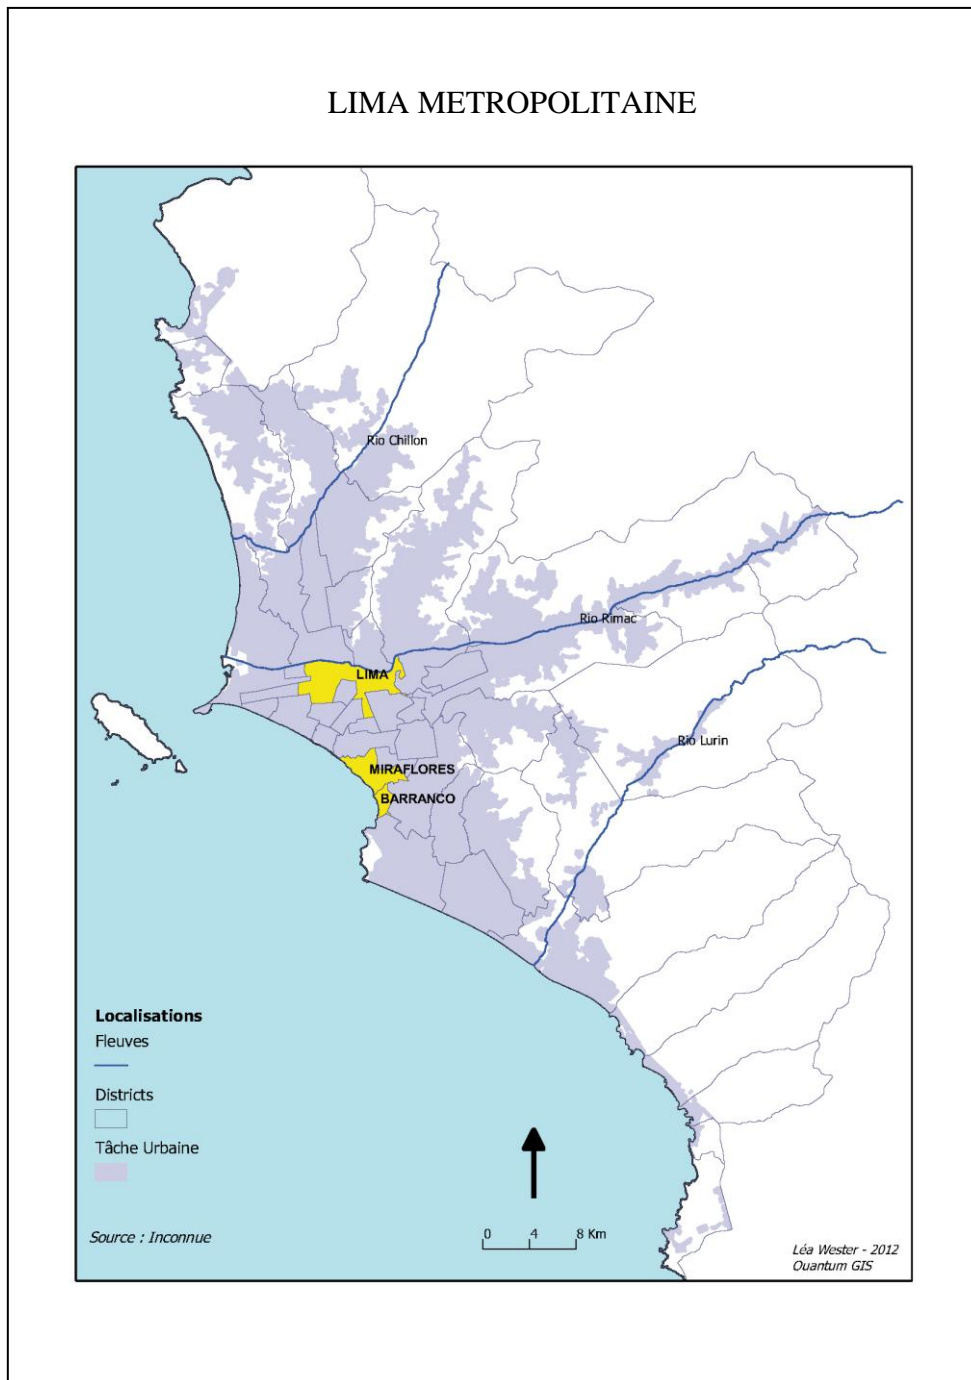 LIMA METROPOLITAINE
Rio Chillon
Rio Rimac
LIMA
Rio Lurin
MIRAFLORES
BARRANCO
Localisations
Fleuves
Districts
Tâche Urbaine
Source : Inconnue
0 4 8 Km
Léa Wester - 2012
Quantum GIS